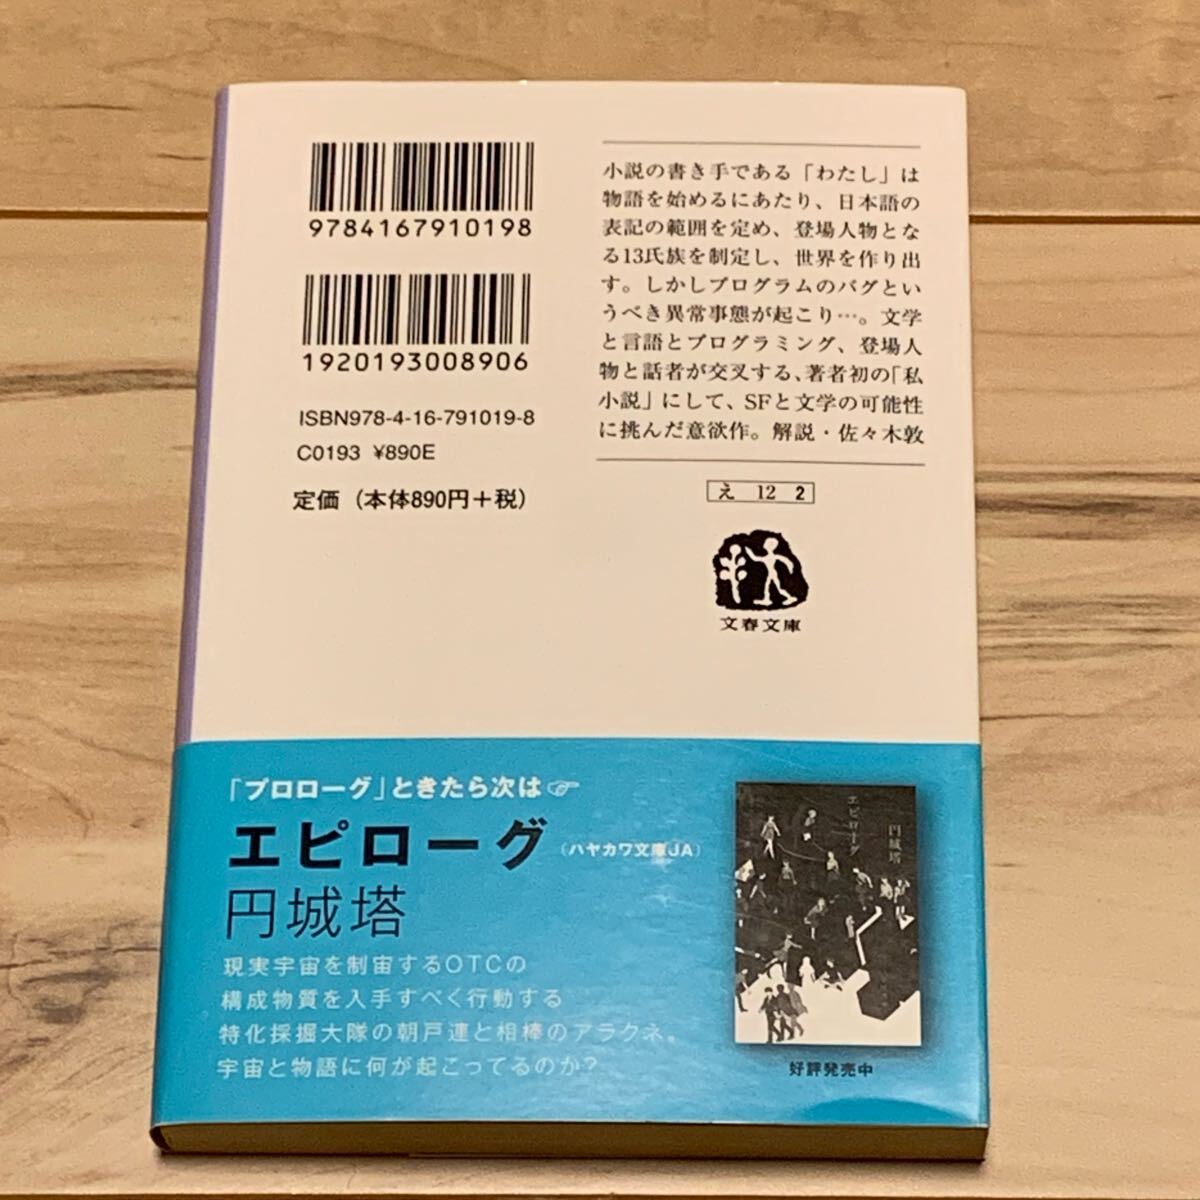 9784167910198
1920193008906
ISBN978-4-16-791019-8
C0193 ¥890E
定価（本体890円＋税）
小説の書き手である「わたし」は
物語を始めるにあたり、日本語の
表記の範囲を定め、登場人物とな
る13氏族を制定し、世界を作り出
す。しかしプログラムのバグとい
うべき異常事態が起こり…。文学
と言語とプログラミング、登場人
物と話者が交叉する、著者初の「私
小説」にして、SFと文学の可能性
に挑んだ意欲作。解説・佐々木敦
え 12 2
文春文庫
「プロローグ」ときたら次は☞
エピローグ（ハヤカワ文庫JA）
円城塔
現実宇宙を制宙するOTCの
構成物質を入手すべく行動する
特化採掘大隊の朝戸連と相棒のアラクネ。
宇宙と物語に何が起こってるのか？
エピローグ
円城塔
好評発売中